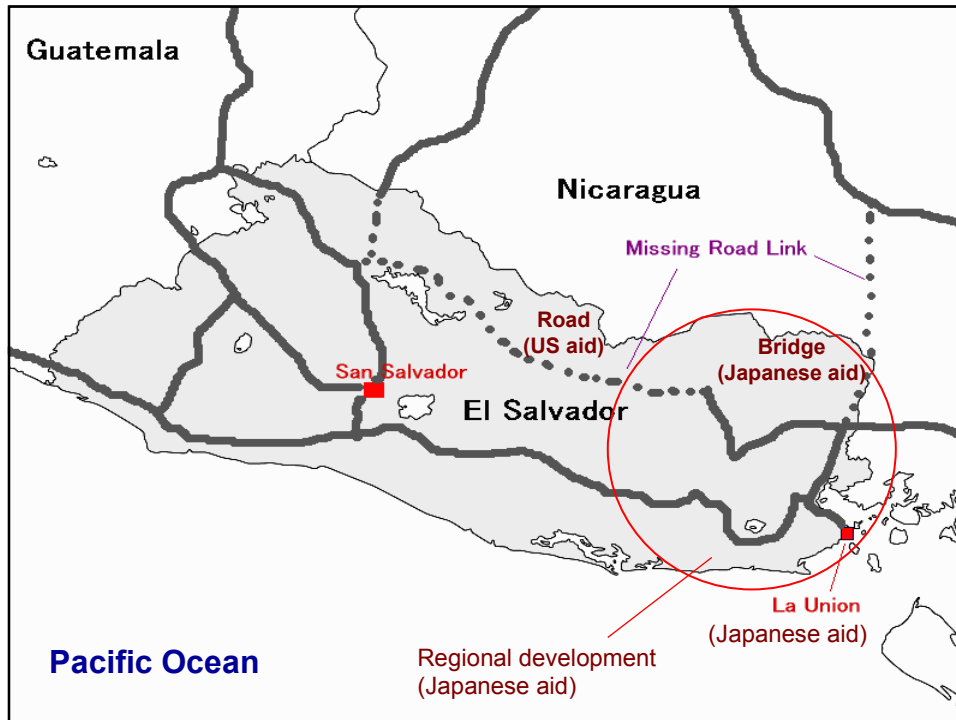 Guatemala
Nicaragua
Missing Road Link
Road
(US aid)
Bridge
(Japanese aid)
San Salvador
El Salvador
La Union
(Japanese aid)
Regional development
(Japanese aid)
Pacific Ocean